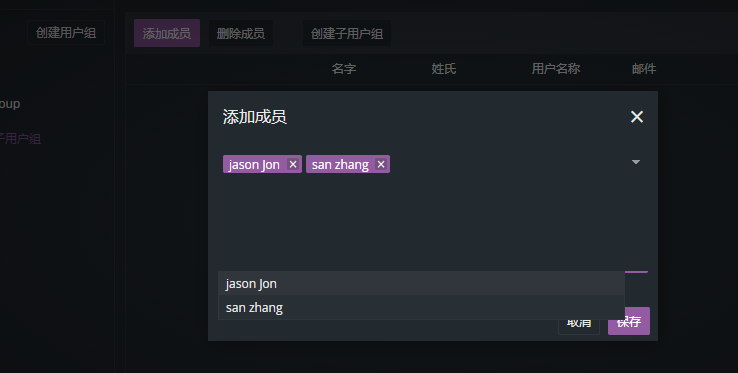 创建用户组
添加成员 删除成员 创建子用户组
名字 姓氏 用户名称 邮件
oup
子用户组
添加成员 ×
jason Jon × san zhang ×
jason Jon
san zhang
取消 保存